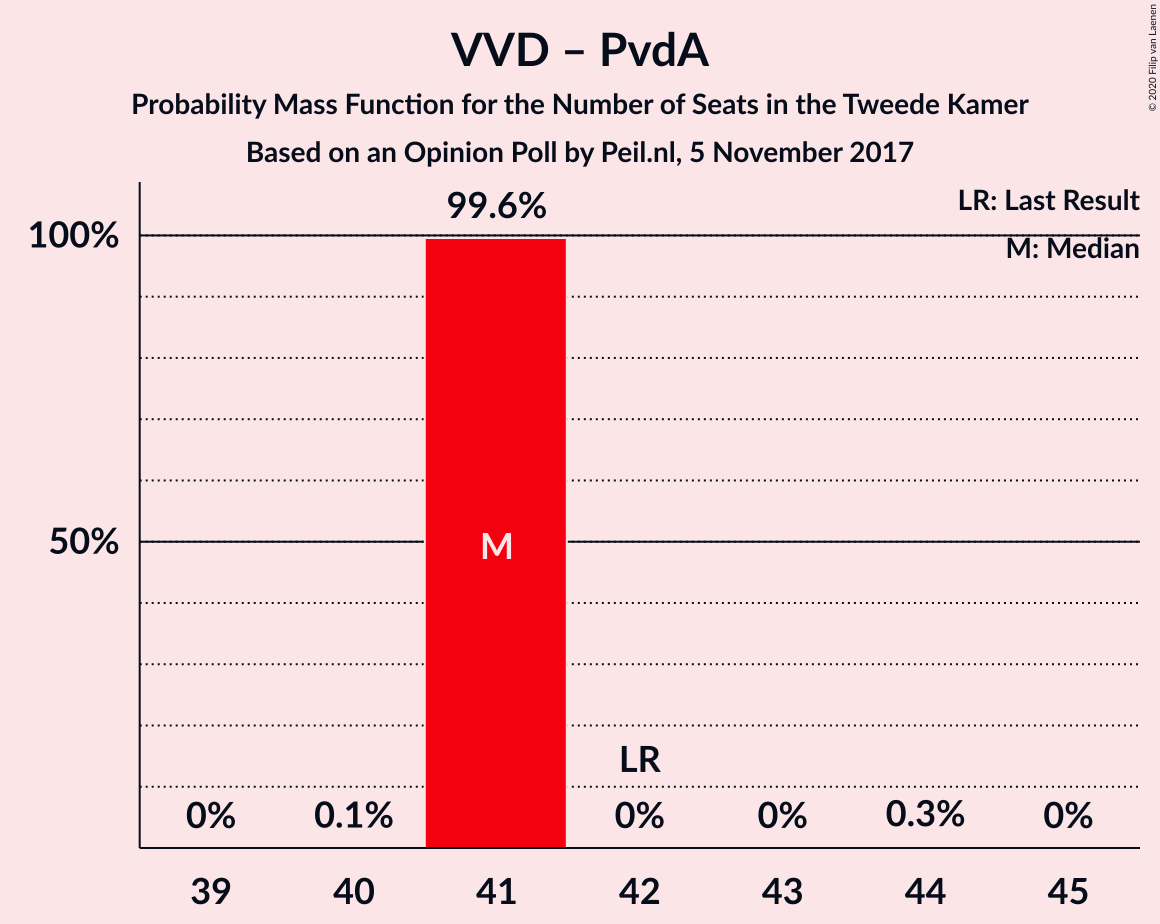 VVD – PvdA
Probability Mass Function for the Number of Seats in the Tweede Kamer
Based on an Opinion Poll by Peil.nl, 5 November 2017
© 2020 Filip van Laenen
LR: Last Result
M: Median
99.6%
100%
50%
M
LR
0% 0.1% 0% 0% 0.3% 0%
39 40 41 42 43 44 45